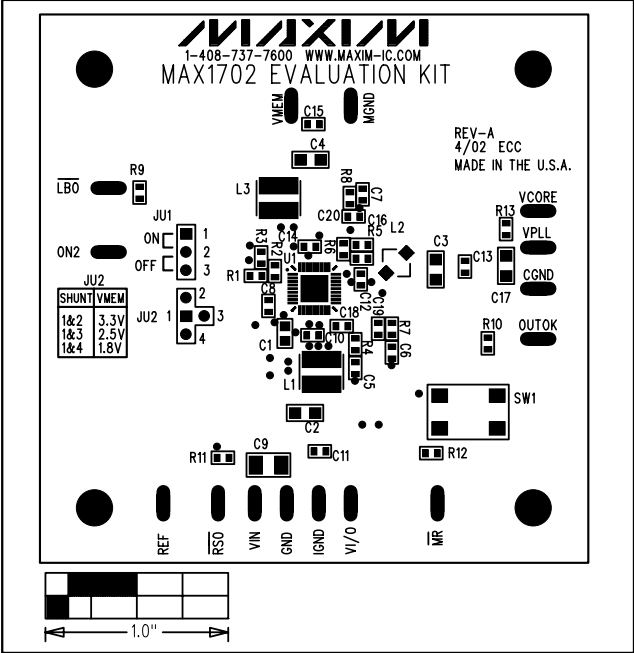 MAXIM
1-408-737-7600 WWW.MAXIM-IC.COM
MAX1702 EVALUATION KIT
VMEM
C15
MGND
REV-A
4/02 ECC
MADE IN THE U.S.A.
C4
R9
LBO
L3
R8
C7
VCORE
R13
JU1
ON
1
2
OFF
3
ON2
C20
C16
L2
VPLL
R3
C14
R6
R5
C3
C13
R2
U1
R1
CGND
C17
JU2
SHUNT VMEM
1&2 3.3V
1&3 2.5V
1&4 1.8V
2
JU2 1
3
4
C8
C12
C18
C19
R7
OUTOK
R10
C1
C10
R4
C6
L1
C5
SW1
C2
C9
C11
R11
R12
REF
RSO
VIN
GND
IGND
VI/O
MR
1.0"